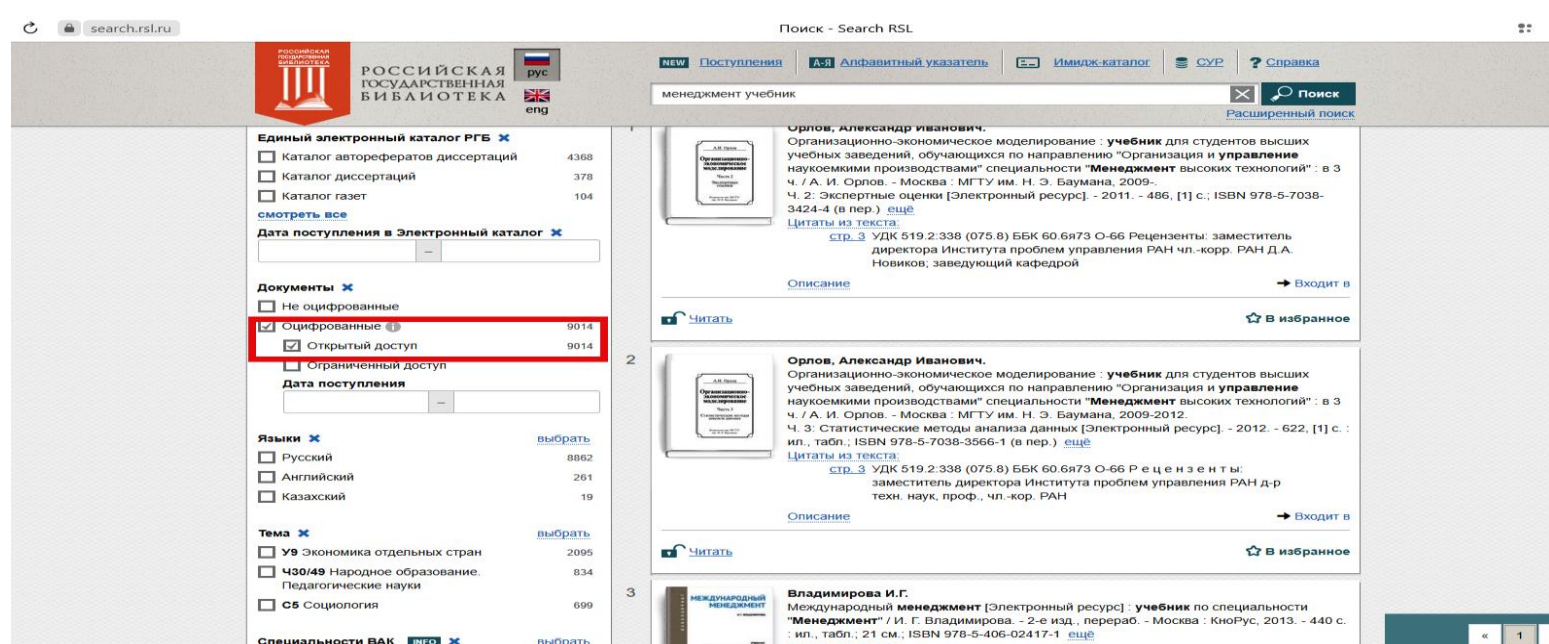 search.rsl.ru
Поиск - Search RSL
РОССИЙСКАЯ
ГОСУДАРСТВЕННАЯ
БИБЛИОТЕКА
РОССИЙСКАЯ
ГОСУДАРСТВЕННАЯ
БИБЛИОТЕКА
рус
eng
NEW Поступления
А-Я Алфавитный указатель
Имидж-каталог
СУР
? Справка
менеджмент учебник
Поиск
Расширенный поиск
Единый электронный каталог РГБ ✖
Каталог авторефератов диссертаций 4368
Каталог диссертаций 378
Каталог газет 104
смотреть все
Дата поступления в Электронный каталог ✖
–
Документы ✖
Не оцифрованные
Оцифрованные 9014
Открытый доступ 9014
Ограниченный доступ
Дата поступления
–
Языки ✖ выбрать
Русский 8862
Английский 261
Казахский 19
Тема ✖ выбрать
У9 Экономика отдельных стран 2095
Ч30/49 Народное образование. 834
Педагогические науки
С5 Социология 699
Специальности ВАК INFO ✖ выбрать
1
Орлов, Александр Иванович.
Организационно-экономическое моделирование : учебник для студентов высших
учебных заведений, обучающихся по направлению "Организация и управление
наукоемкими производствами" специальности "Менеджмент высоких технологий" : в 3
ч. / А. И. Орлов. - Москва : МГТУ им. Н. Э. Баумана, 2009-.
Ч. 2: Экспертные оценки [Электронный ресурс]. - 2011. - 486, [1] с.; ISBN 978-5-7038-
3424-4 (в пер.) ещё
Цитаты из текста:
стр. 3 УДК 519.2:338 (075.8) ББК 60.6я73 О-66 Рецензенты: заместитель
директора Института проблем управления РАН чл.-корр. РАН Д.А.
Новиков; заведующий кафедрой
Описание
Входит в
Читать
В избранное
2
Орлов, Александр Иванович.
Организационно-экономическое моделирование : учебник для студентов высших
учебных заведений, обучающихся по направлению "Организация и управление
наукоемкими производствами" специальности "Менеджмент высоких технологий" : в 3
ч. / А. И. Орлов. - Москва : МГТУ им. Н. Э. Баумана, 2009-2012.
Ч. 3: Статистические методы анализа данных [Электронный ресурс]. - 2012. - 622, [1] с. :
ил., табл.; ISBN 978-5-7038-3566-1 (в пер.) ещё
Цитаты из текста:
стр. 3 УДК 519.2:338 (075.8) ББК 60.6я73 О-66 Р е ц е н з е н т ы:
заместитель директора Института проблем управления РАН д-р
техн. наук, проф., чл.-кор. РАН
Описание
Входит в
Читать
В избранное
3
МЕЖДУНАРОДНЫЙ
МЕНЕДЖМЕНТ
Владимирова И.Г.
Международный менеджмент [Электронный ресурс] : учебник по специальности
"Менеджмент" / И. Г. Владимирова. - 2-е изд., перераб. - Москва : КноРус, 2013. - 440 с.
: ил., табл.; 21 см.; ISBN 978-5-406-02417-1 ещё
« 1